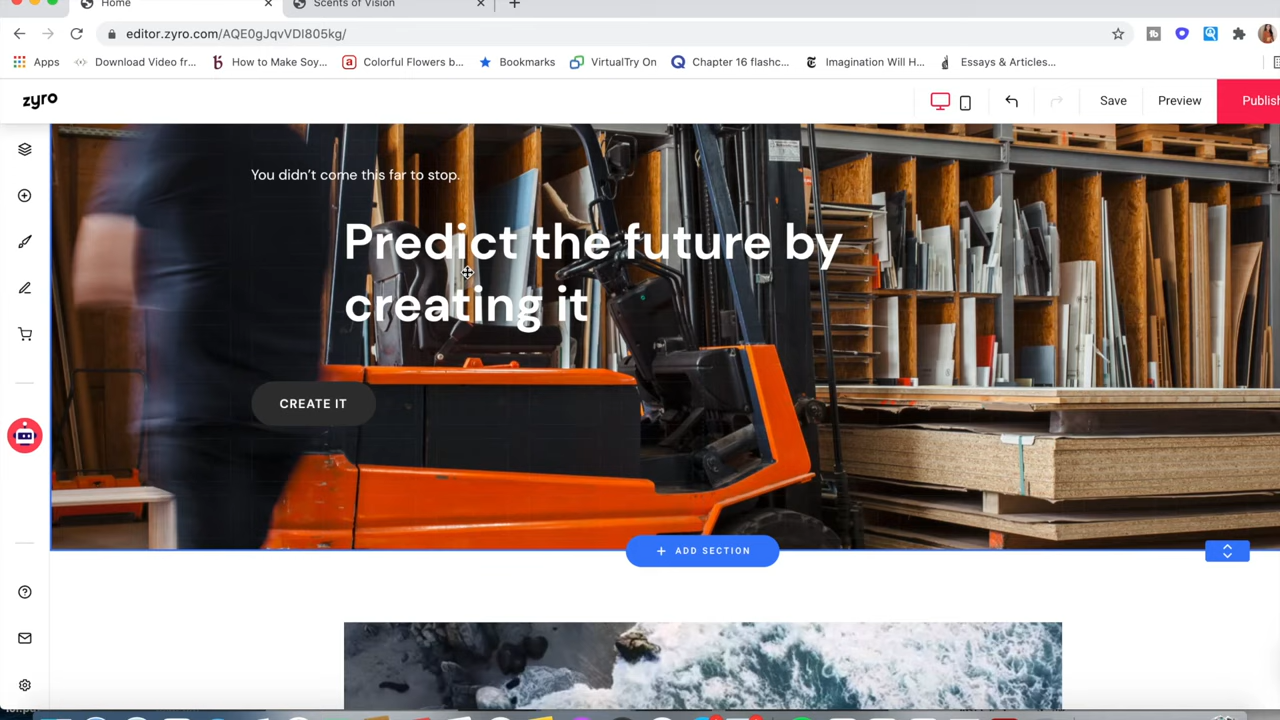 Home
Scents of Vision
editor.zyro.com/AQE0gJqvVDI805kg/
Apps
Download Video fr...
How to Make Soy...
Colorful Flowers b...
Bookmarks
VirtualTry On
Chapter 16 flashc...
Imagination Will H...
Essays & Articles...
zyro
Save
Preview
Publish
You didn't come this far to stop.
Predict the future by
creating it
CREATE IT
+ ADD SECTION